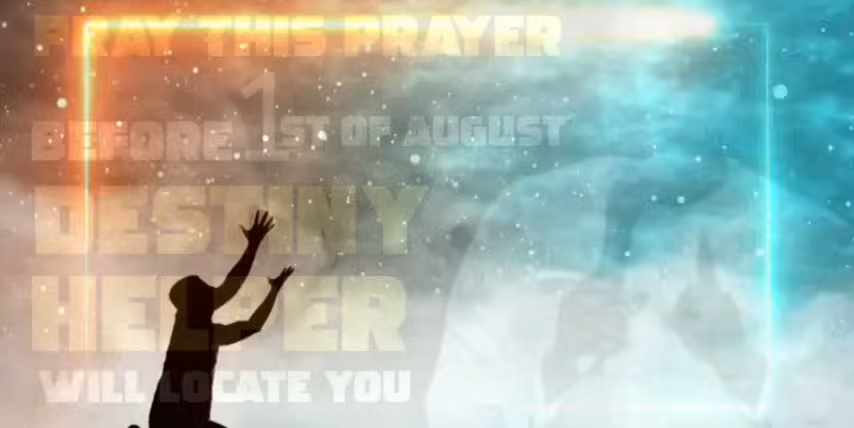 PRAY THIS PRAYER
BEFORE 1ST OF AUGUST
DESTINY
HELPER
WILL LOCATE YOU